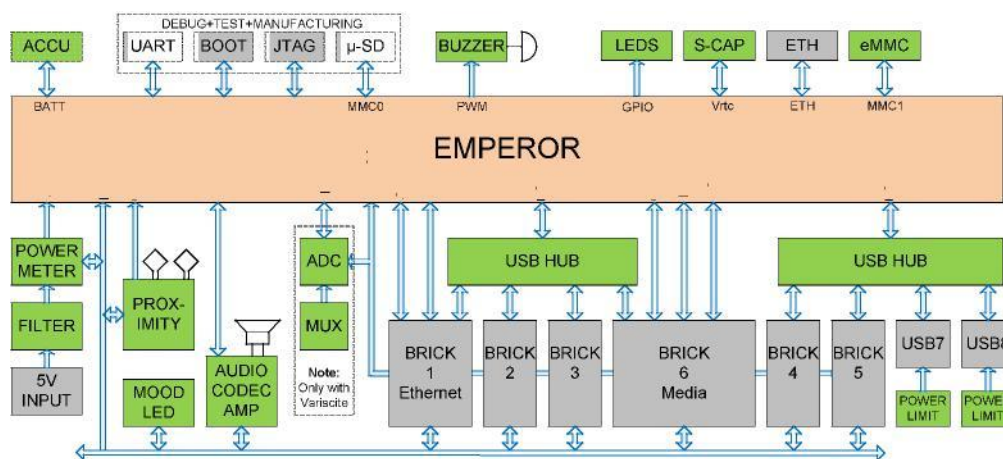 DEBUG+TEST+MANUFACTURING
ACCU
UART
BOOT
JTAG
µ-SD
BUZZER
LEDS
S-CAP
ETH
eMMC
BATT
MMC0
PWM
GPIO
Vrtc
ETH
MMC1
EMPEROR
POWER
METER
ADC
USB HUB
USB HUB
PROX-
IMITY
FILTER
MUX
BRICK
1
Ethernet
BRICK
2
BRICK
3
BRICK
6
Media
BRICK
4
BRICK
5
USB7
USB8
5V
INPUT
MOOD
LED
AUDIO
CODEC
AMP
Note:
Only with
Variscite
POWER
LIMIT
POWER
LIMIT